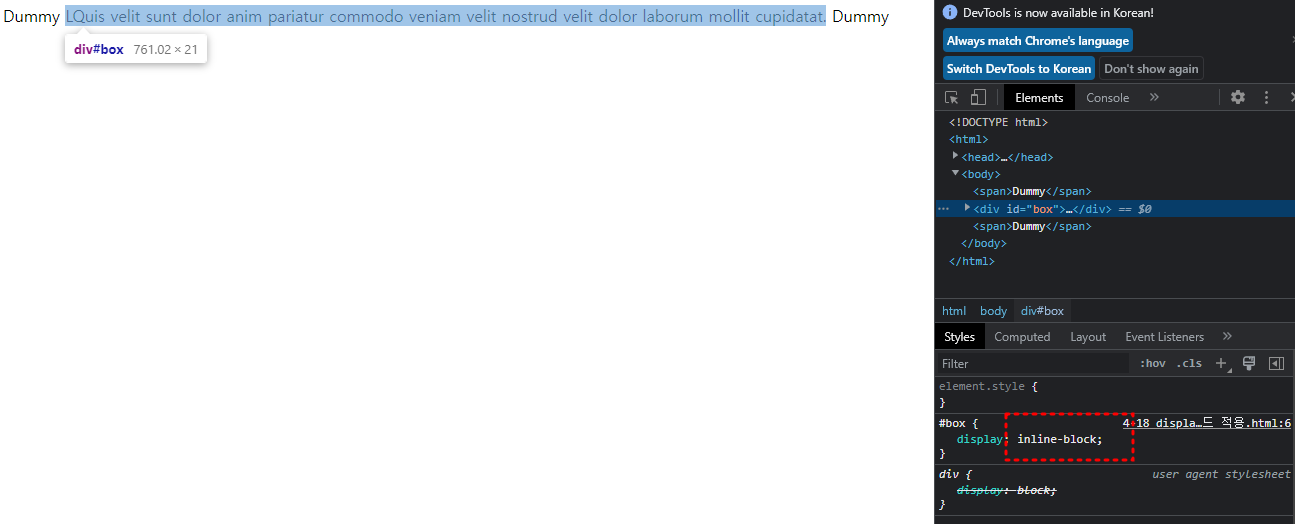 Dummy LQuis velit sunt dolor anim pariatur commodo veniam velit nostrud velit dolor laborum mollit cupidatat. Dummy
div#box 761.02 × 21
DevTools is now available in Korean!
Always match Chrome's language
Switch DevTools to Korean Don't show again
Elements Console »
<!DOCTYPE html>
<html>
<head>…</head>
<body>
<span>Dummy</span>
<div id="box">…</div> == $0
<span>Dummy</span>
</body>
</html>
html body div#box
Styles Computed Layout Event Listeners »
Filter :hov .cls +
element.style {
}
#box { 4-18 displa…드 적용.html:6
display: inline-block;
}
div { user agent stylesheet
display: block;
}